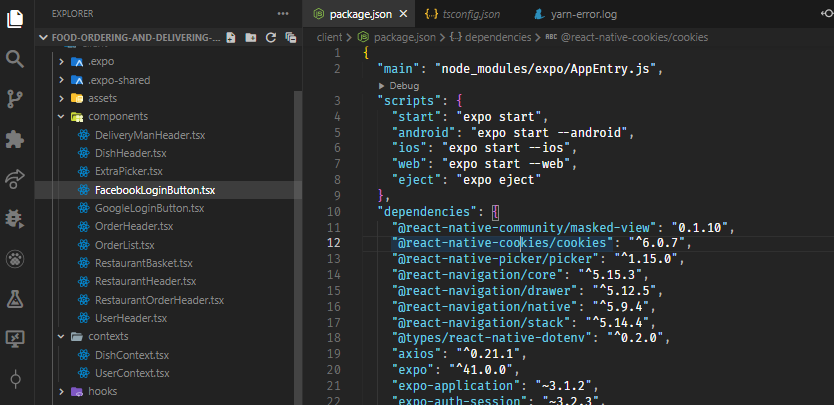 EXPLORER
FOOD-ORDERING-AND-DELIVERING-...
.expo
.expo-shared
assets
components
DeliveryManHeader.tsx
DishHeader.tsx
ExtraPicker.tsx
FacebookLoginButton.tsx
GoogleLoginButton.tsx
OrderHeader.tsx
OrderList.tsx
RestaurantBasket.tsx
RestaurantHeader.tsx
RestaurantOrderHeader.tsx
UserHeader.tsx
contexts
DishContext.tsx
UserContext.tsx
hooks
package.json
tsconfig.json
yarn-error.log
client > package.json > {} dependencies > ABC @react-native-cookies/cookies
1 {
2 "main": "node_modules/expo/AppEntry.js",
Debug
3 "scripts": {
4 "start": "expo start",
5 "android": "expo start --android",
6 "ios": "expo start --ios",
7 "web": "expo start --web",
8 "eject": "expo eject"
9 },
10 "dependencies": {
11 "@react-native-community/masked-view": "0.1.10",
12 "@react-native-cookies/cookies": "^6.0.7",
13 "@react-native-picker/picker": "^1.15.0",
14 "@react-navigation/core": "^5.15.3",
15 "@react-navigation/drawer": "^5.12.5",
16 "@react-navigation/native": "^5.9.4",
17 "@react-navigation/stack": "^5.14.4",
18 "@types/react-native-dotenv": "^0.2.0",
19 "axios": "^0.21.1",
20 "expo": "^41.0.0",
21 "expo-application": "~3.1.2",
22 "expo-auth-session": "~3.2.3",